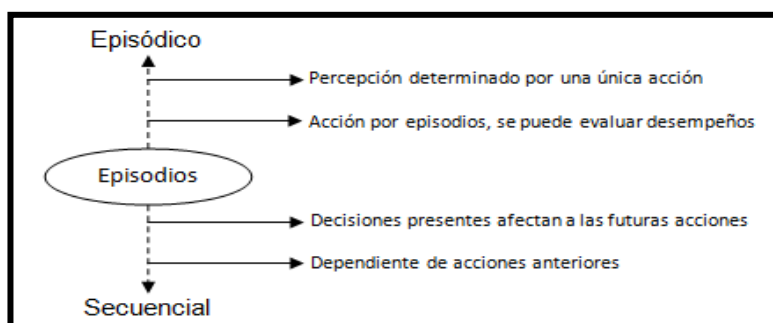 Episódico
Percepción determinado por una única acción
Acción por episodios, se puede evaluar desempeños
Episodios
Decisiones presentes afectan a las futuras acciones
Dependiente de acciones anteriores
Secuencial